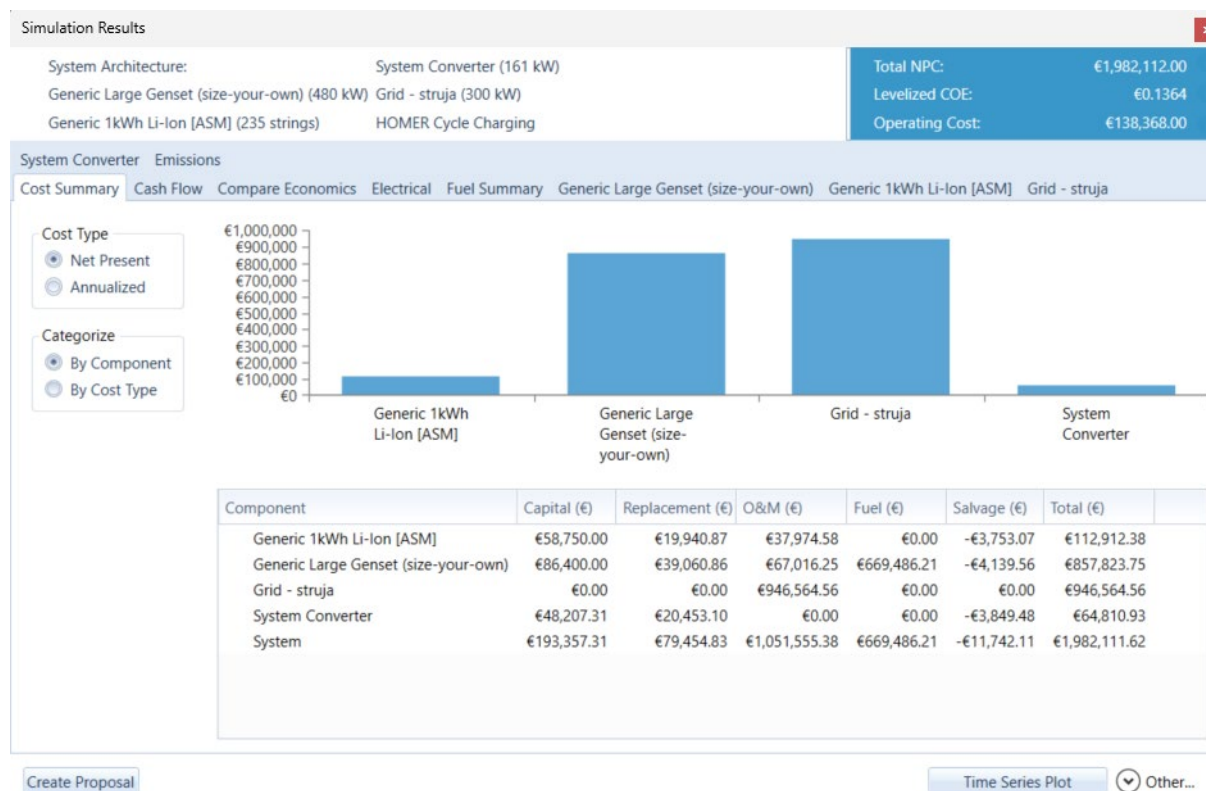 Simulation Results
System Architecture: System Converter (161 kW) Total NPC: €1,982,112.00
Generic Large Genset (size-your-own) (480 kW) Grid - struja (300 kW) Levelized COE: €0.1364
Generic 1kWh Li-Ion [ASM] (235 strings) HOMER Cycle Charging Operating Cost: €138,368.00
System Converter Emissions
Cost Summary Cash Flow Compare Economics Electrical Fuel Summary Generic Large Genset (size-your-own) Generic 1kWh Li-Ion [ASM] Grid - struja
Cost Type
Net Present
Annualized
Categorize
By Component
By Cost Type
€1,000,000
€900,000
€800,000
€700,000
€600,000
€500,000
€400,000
€300,000
€200,000
€100,000
€0
Generic 1kWh
Li-Ion [ASM]
Generic Large
Genset (size-
your-own)
Grid - struja
System
Converter
Component Capital (€) Replacement (€) O&M (€) Fuel (€) Salvage (€) Total (€)
Generic 1kWh Li-Ion [ASM] €58,750.00 €19,940.87 €37,974.58 €0.00 -€3,753.07 €112,912.38
Generic Large Genset (size-your-own) €86,400.00 €39,060.86 €67,016.25 €669,486.21 -€4,139.56 €857,823.75
Grid - struja €0.00 €0.00 €946,564.56 €0.00 €0.00 €946,564.56
System Converter €48,207.31 €20,453.10 €0.00 €0.00 -€3,849.48 €64,810.93
System €193,357.31 €79,454.83 €1,051,555.38 €669,486.21 -€11,742.11 €1,982,111.62
Create Proposal Time Series Plot Other...